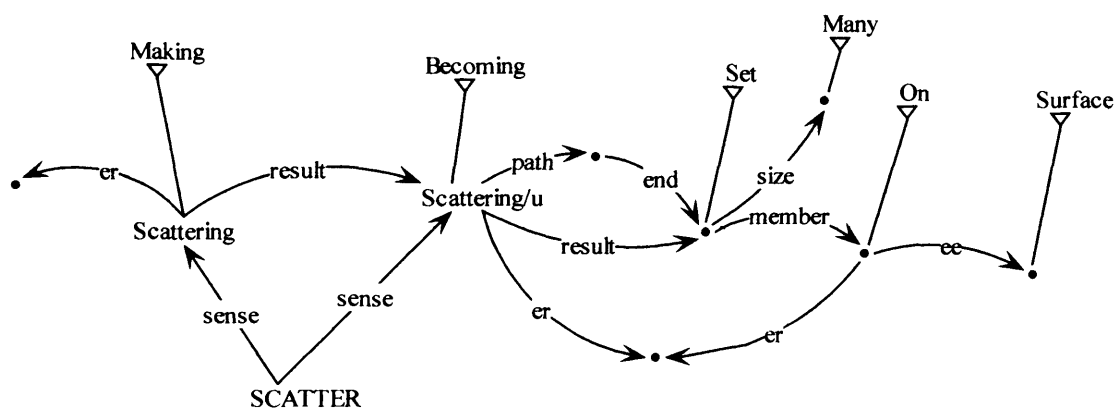 Many
Making
Becoming
Set
On
Surface
er
result
path
end
size
Scattering/u
Scattering
result
member
ee
sense
sense
er
er
SCATTER